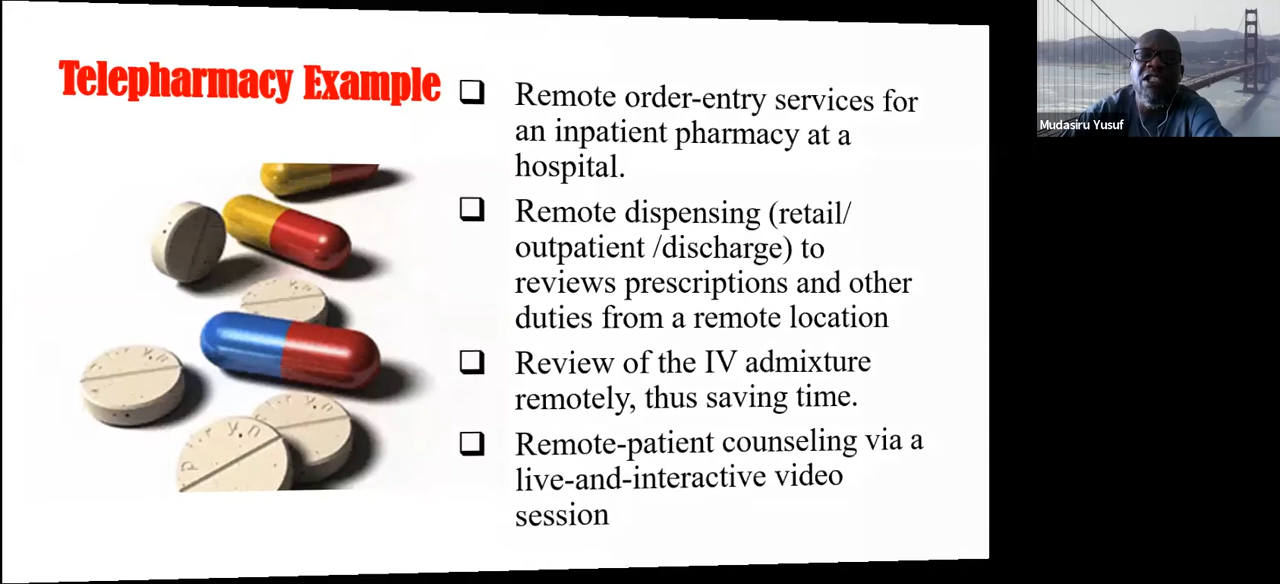 Telepharmacy Example
Remote order-entry services for
an inpatient pharmacy at a
hospital.
Remote dispensing (retail/
outpatient /discharge) to
reviews prescriptions and other
duties from a remote location
Review of the IV admixture
remotely, thus saving time.
Remote-patient counseling via a
live-and-interactive video
session
Mudasiru Yusuf